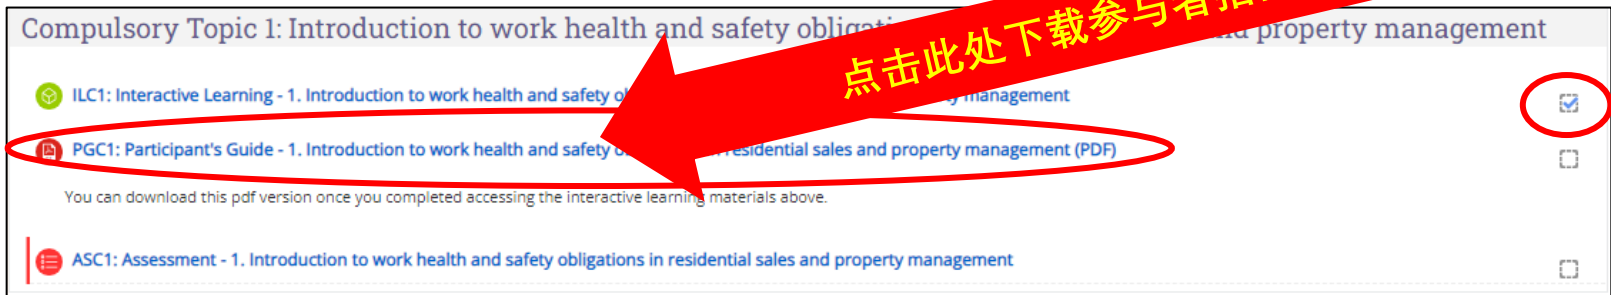 Compulsory Topic 1: Introduction to work health and safety obligati property management
点击此处下载参与者指
ILC1: Interactive Learning - 1. Introduction to work health and safety management
PGC1: Participant's Guide - 1. Introduction to work health and safety residential sales and property management (PDF)
You can download this pdf version once you completed accessing the interactive learning materials above.
ASC1: Assessment - 1. Introduction to work health and safety obligations in residential sales and property management